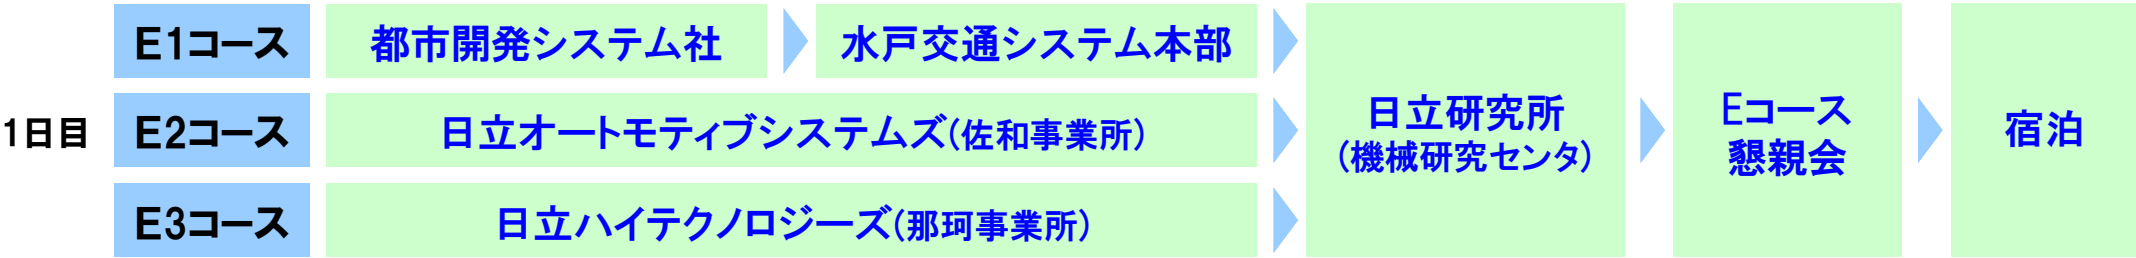 1日目
E1コース
都市開発システム社
水戸交通システム本部
E2コース
日立オートモティブシステムズ(佐和事業所)
E3コース
日立ハイテクノロジーズ(那珂事業所)
日立研究所
(機械研究センタ)
Eコース
懇親会
宿泊